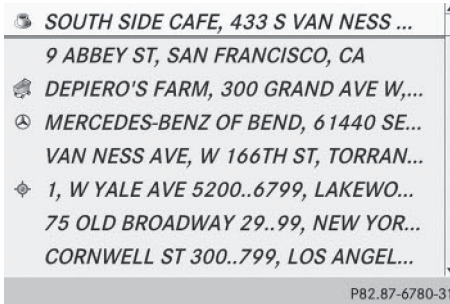 SOUTH SIDE CAFE, 433 S VAN NESS ...
9 ABBEY ST, SAN FRANCISCO, CA
DEPIERO'S FARM, 300 GRAND AVE W,...
MERCEDES-BENZ OF BEND, 61440 SE...
VAN NESS AVE, W 166TH ST, TORRAN...
1, W YALE AVE 5200..6799, LAKEWO...
75 OLD BROADWAY 29..99, NEW YOR...
CORNWELL ST 300..799, LOS ANGEL...
P82.87-6780-31